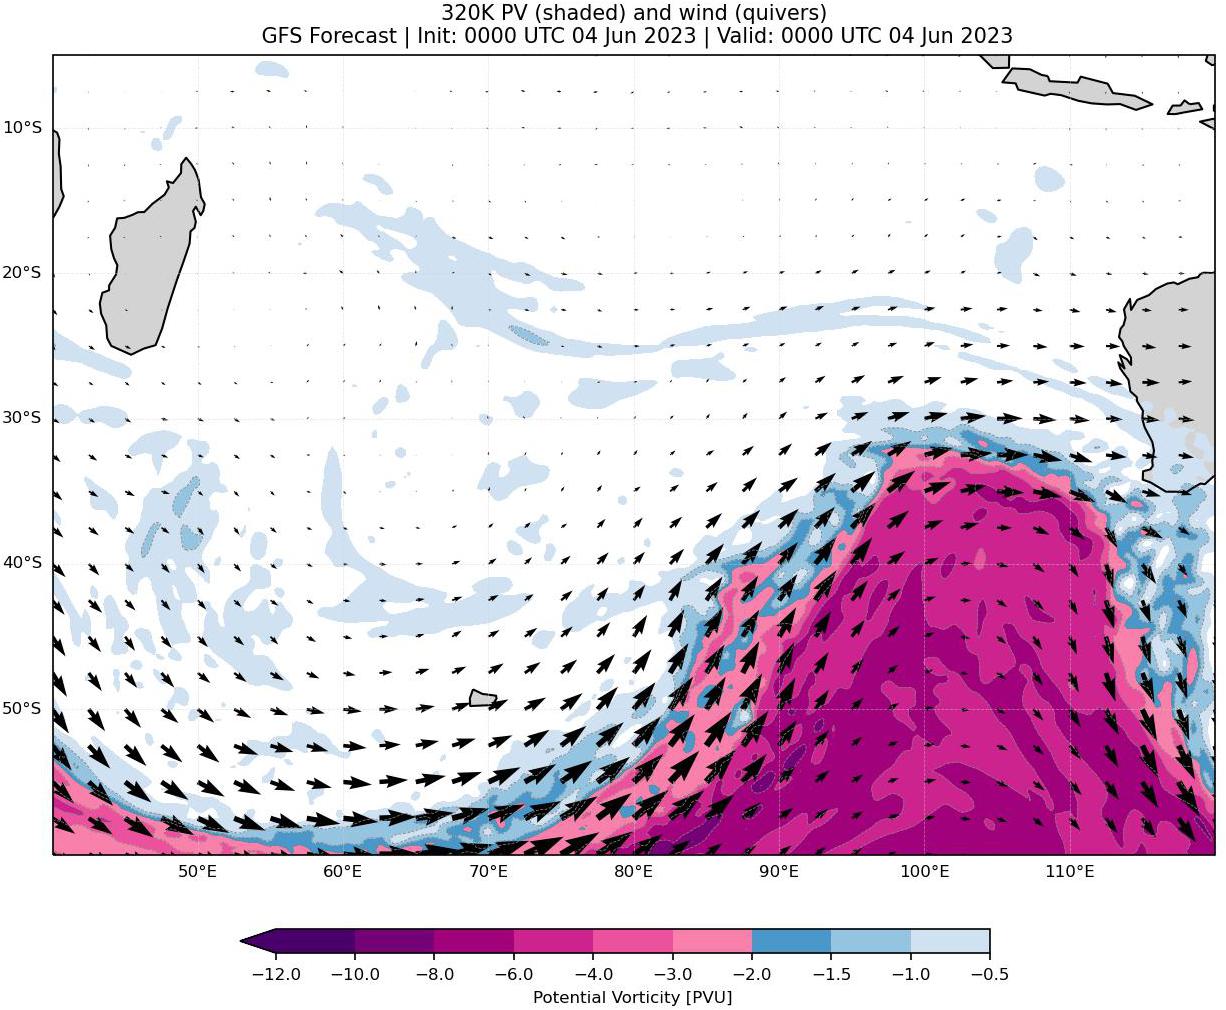 320K PV (shaded) and wind (quivers)
GFS Forecast | Init: 0000 UTC 04 Jun 2023 | Valid: 0000 UTC 04 Jun 2023
10°S
20°S
30°S
40°S
50°S
50°E 60°E 70°E 80°E 90°E 100°E 110°E
−12.0 −10.0 −8.0 −6.0 −4.0 −3.0 −2.0 −1.5 −1.0 −0.5
Potential Vorticity [PVU]